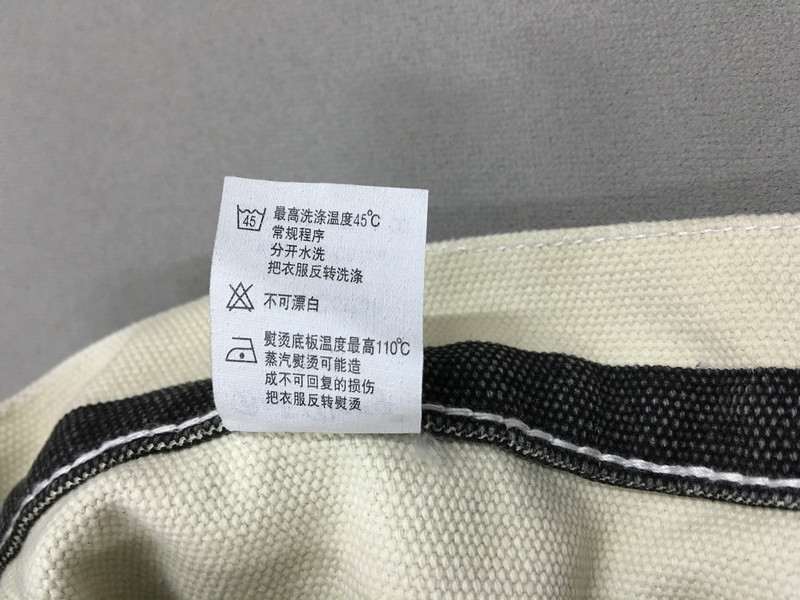 45 最高洗涤温度45℃
常规程序
分开水洗
把衣服反转洗涤
不可漂白
熨烫底板温度最高110℃
蒸汽熨烫可能造
成不可回复的损伤
把衣服反转熨烫